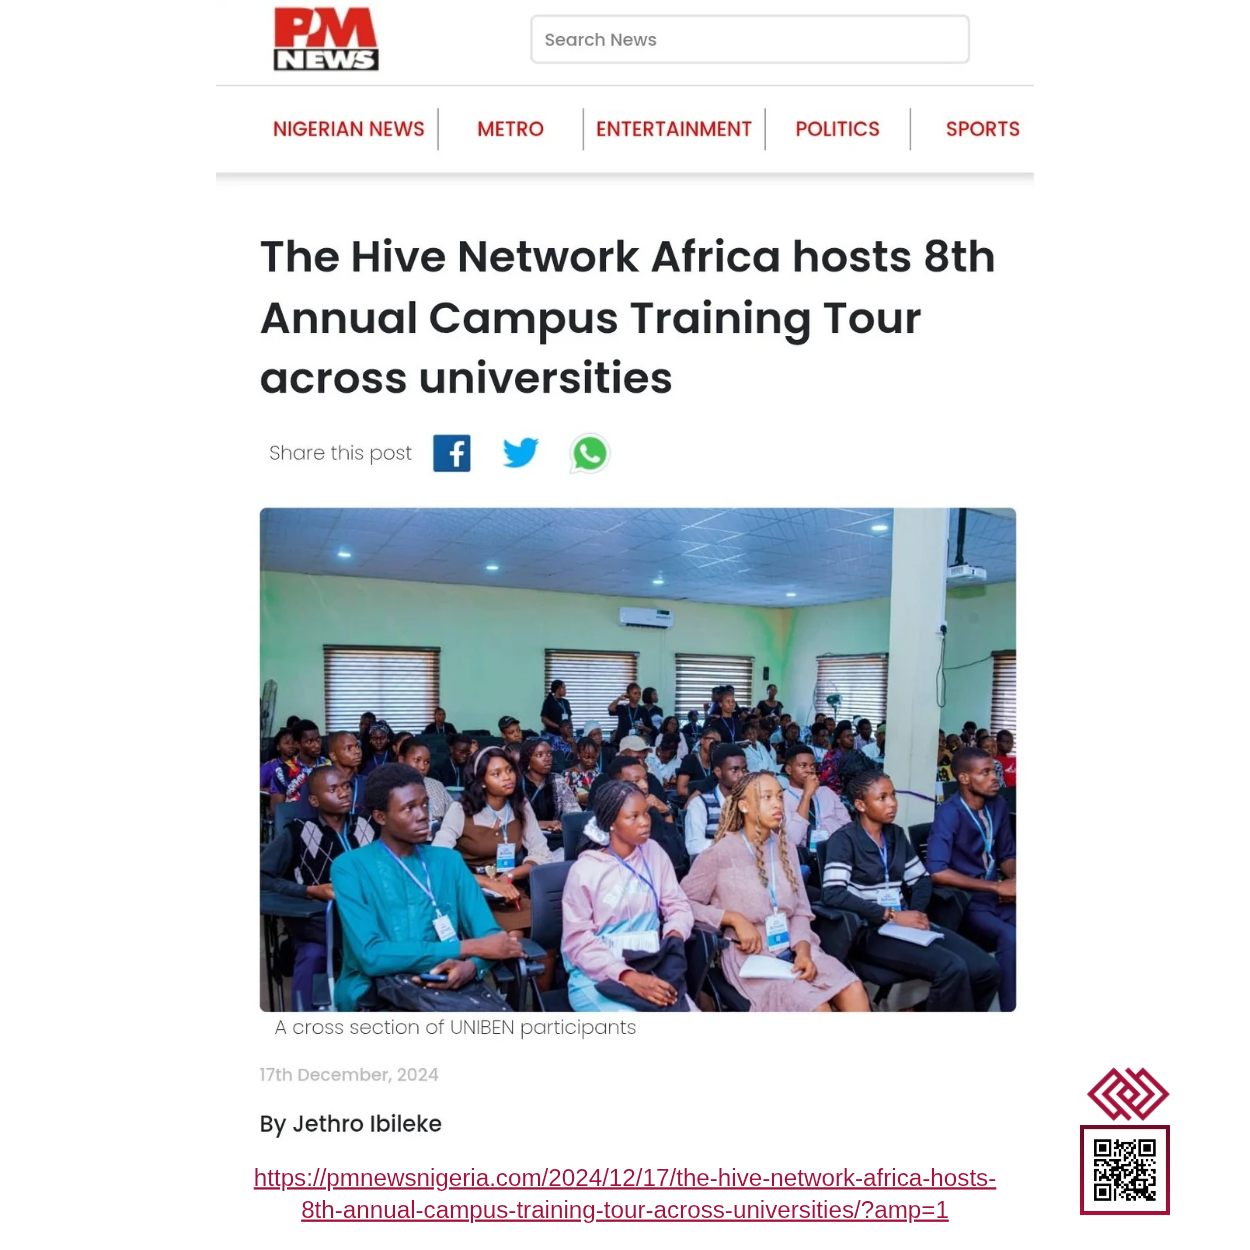 PM
NEWS
Search News
NIGERIAN NEWS
METRO
ENTERTAINMENT
POLITICS
SPORTS
The Hive Network Africa hosts 8th
Annual Campus Training Tour
across universities
Share this post
A cross section of UNIBEN participants
17th December, 2024
By Jethro Ibileke
https://pmnewsnigeria.com/2024/12/17/the-hive-network-africa-hosts-
8th-annual-campus-training-tour-across-universities/?amp=1